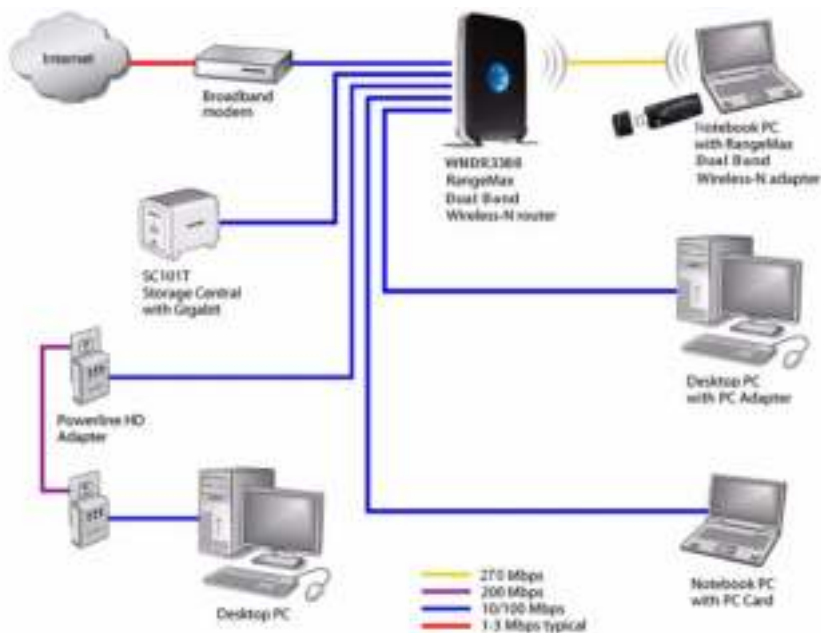 Internet
Broadband
modem
WNDR3300
RangeMax
Dual Band
Wireless-N router
Notebook PC
with RangeMax
Dual Band
Wireless-N adapter
SC101T
Storage Central
with Gigabit
Desktop PC
with PC Adapter
Powerline HD
Adapter
Desktop PC
Notebook PC
with PC Card
270 Mbps
200 Mbps
10/100 Mbps
1-3 Mbps typical